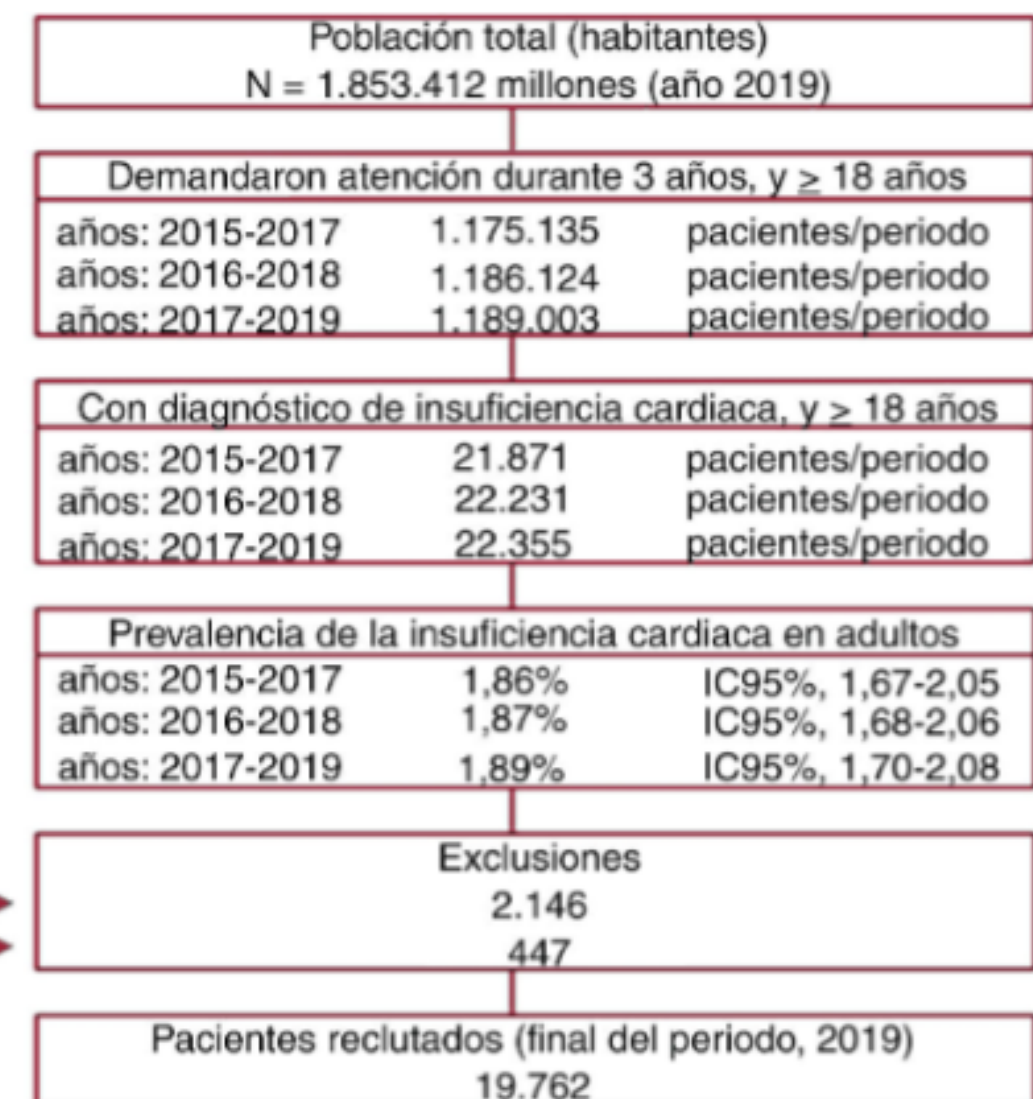 Población total (habitantes)
N = 1.853.412 millones (año 2019)
Demandaron atención durante 3 años, y ≥ 18 años
años: 2015-2017 1.175.135 pacientes/periodo
años: 2016-2018 1.186.124 pacientes/periodo
años: 2017-2019 1.189.003 pacientes/periodo
Con diagnóstico de insuficiencia cardiaca, y ≥ 18 años
años: 2015-2017 21.871 pacientes/periodo
años: 2016-2018 22.231 pacientes/periodo
años: 2017-2019 22.355 pacientes/periodo
Prevalencia de la insuficiencia cardiaca en adultos
años: 2015-2017 1,86% IC95%, 1,67-2,05
años: 2016-2018 1,87% IC95%, 1,68-2,06
años: 2017-2019 1,89% IC95%, 1,70-2,08
Exclusiones
2.146
447
Pacientes reclutados (final del periodo, 2019)
19.762